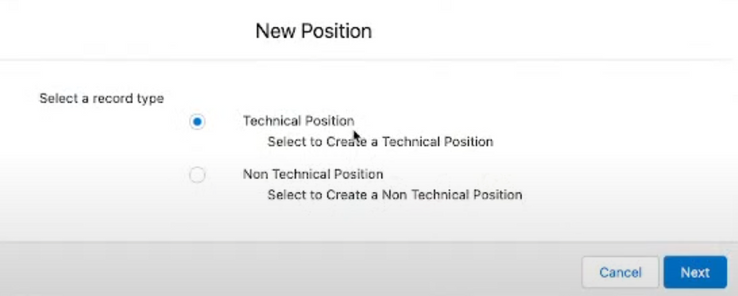 New Position
Select a record type
Technical Position
Select to Create a Technical Position
Non Technical Position
Select to Create a Non Technical Position
Cancel
Next